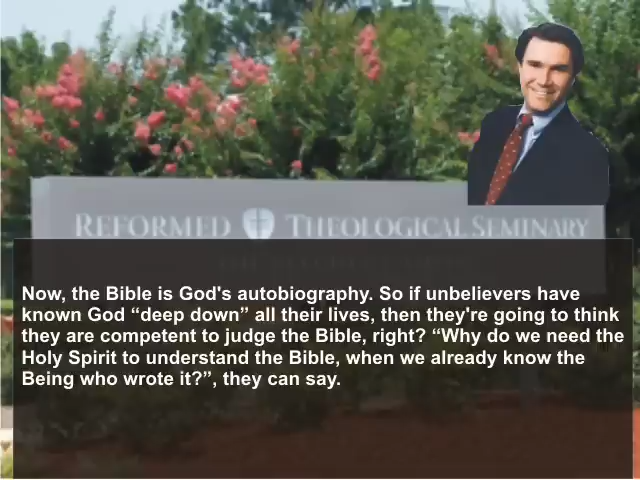 REFORMED THEOLOGICAL SEMINARY
Now, the Bible is God's autobiography. So if unbelievers have
known God “deep down” all their lives, then they're going to think
they are competent to judge the Bible, right? “Why do we need the
Holy Spirit to understand the Bible, when we already know the
Being who wrote it?”, they can say.